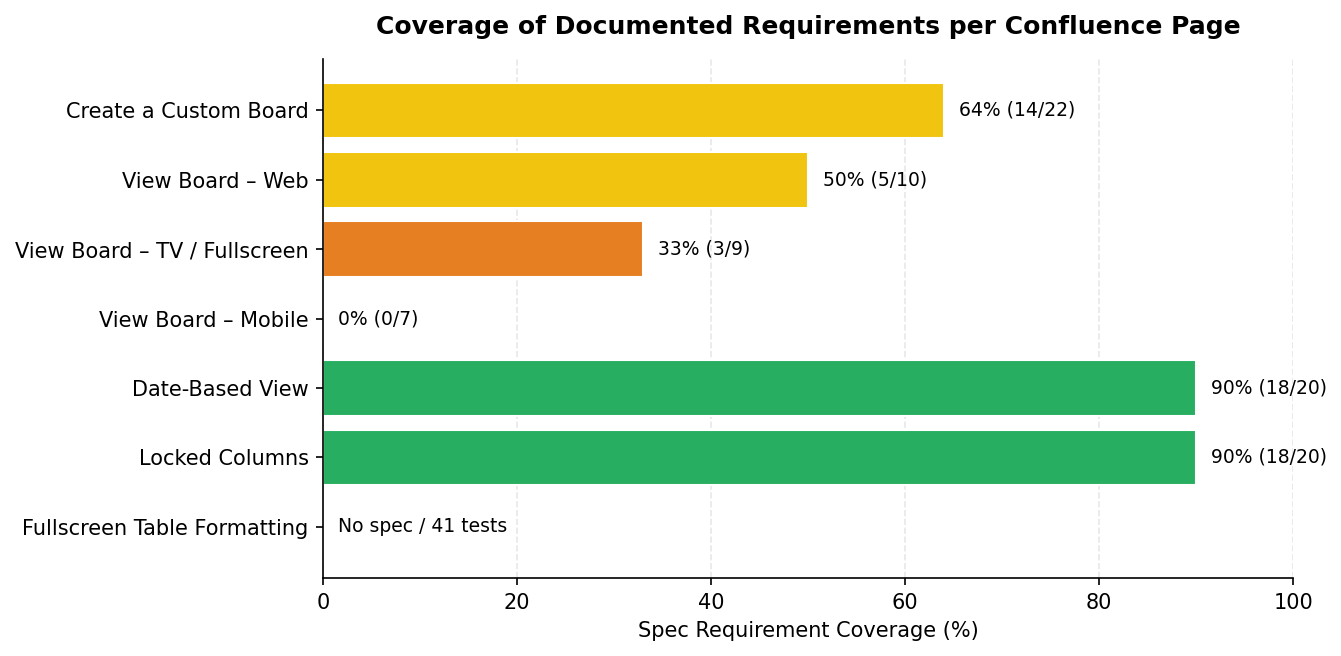 Coverage of Documented Requirements per Confluence Page
Create a Custom Board 64% (14/22)
View Board – Web 50% (5/10)
View Board – TV / Fullscreen 33% (3/9)
View Board – Mobile 0% (0/7)
Date-Based View 90% (18/20)
Locked Columns 90% (18/20)
Fullscreen Table Formatting No spec / 41 tests
0 20 40 60 80 100
Spec Requirement Coverage (%)